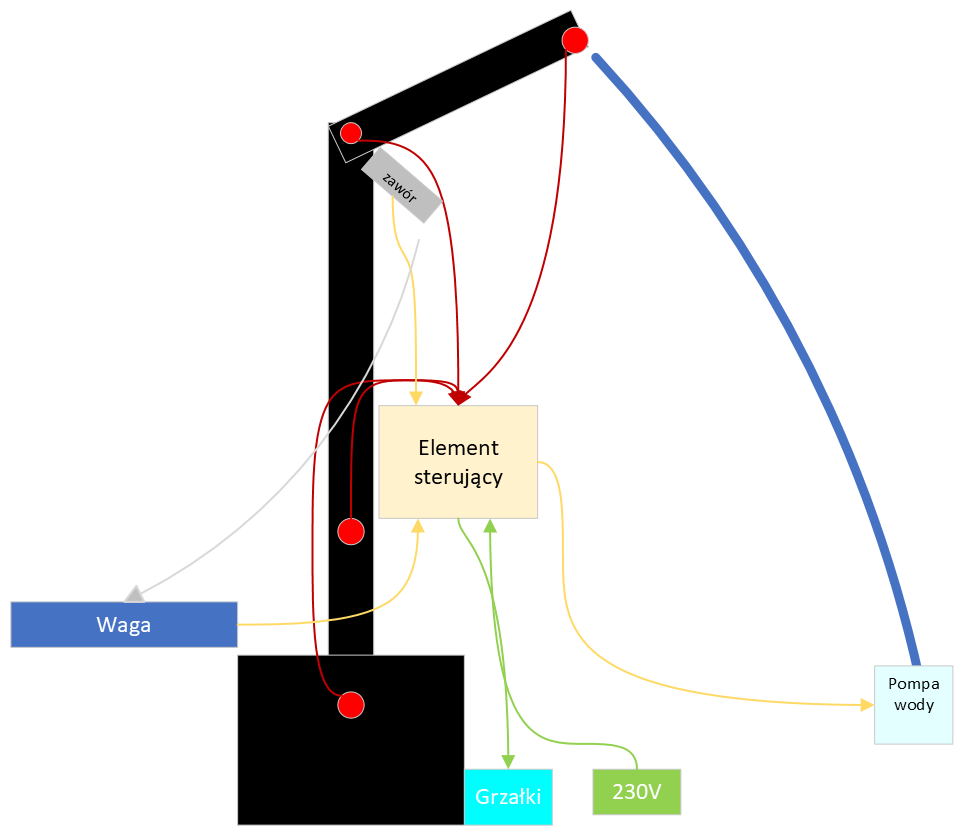 zawór
Element
sterujący
Waga
Pompa
wody
Grzałki
230V